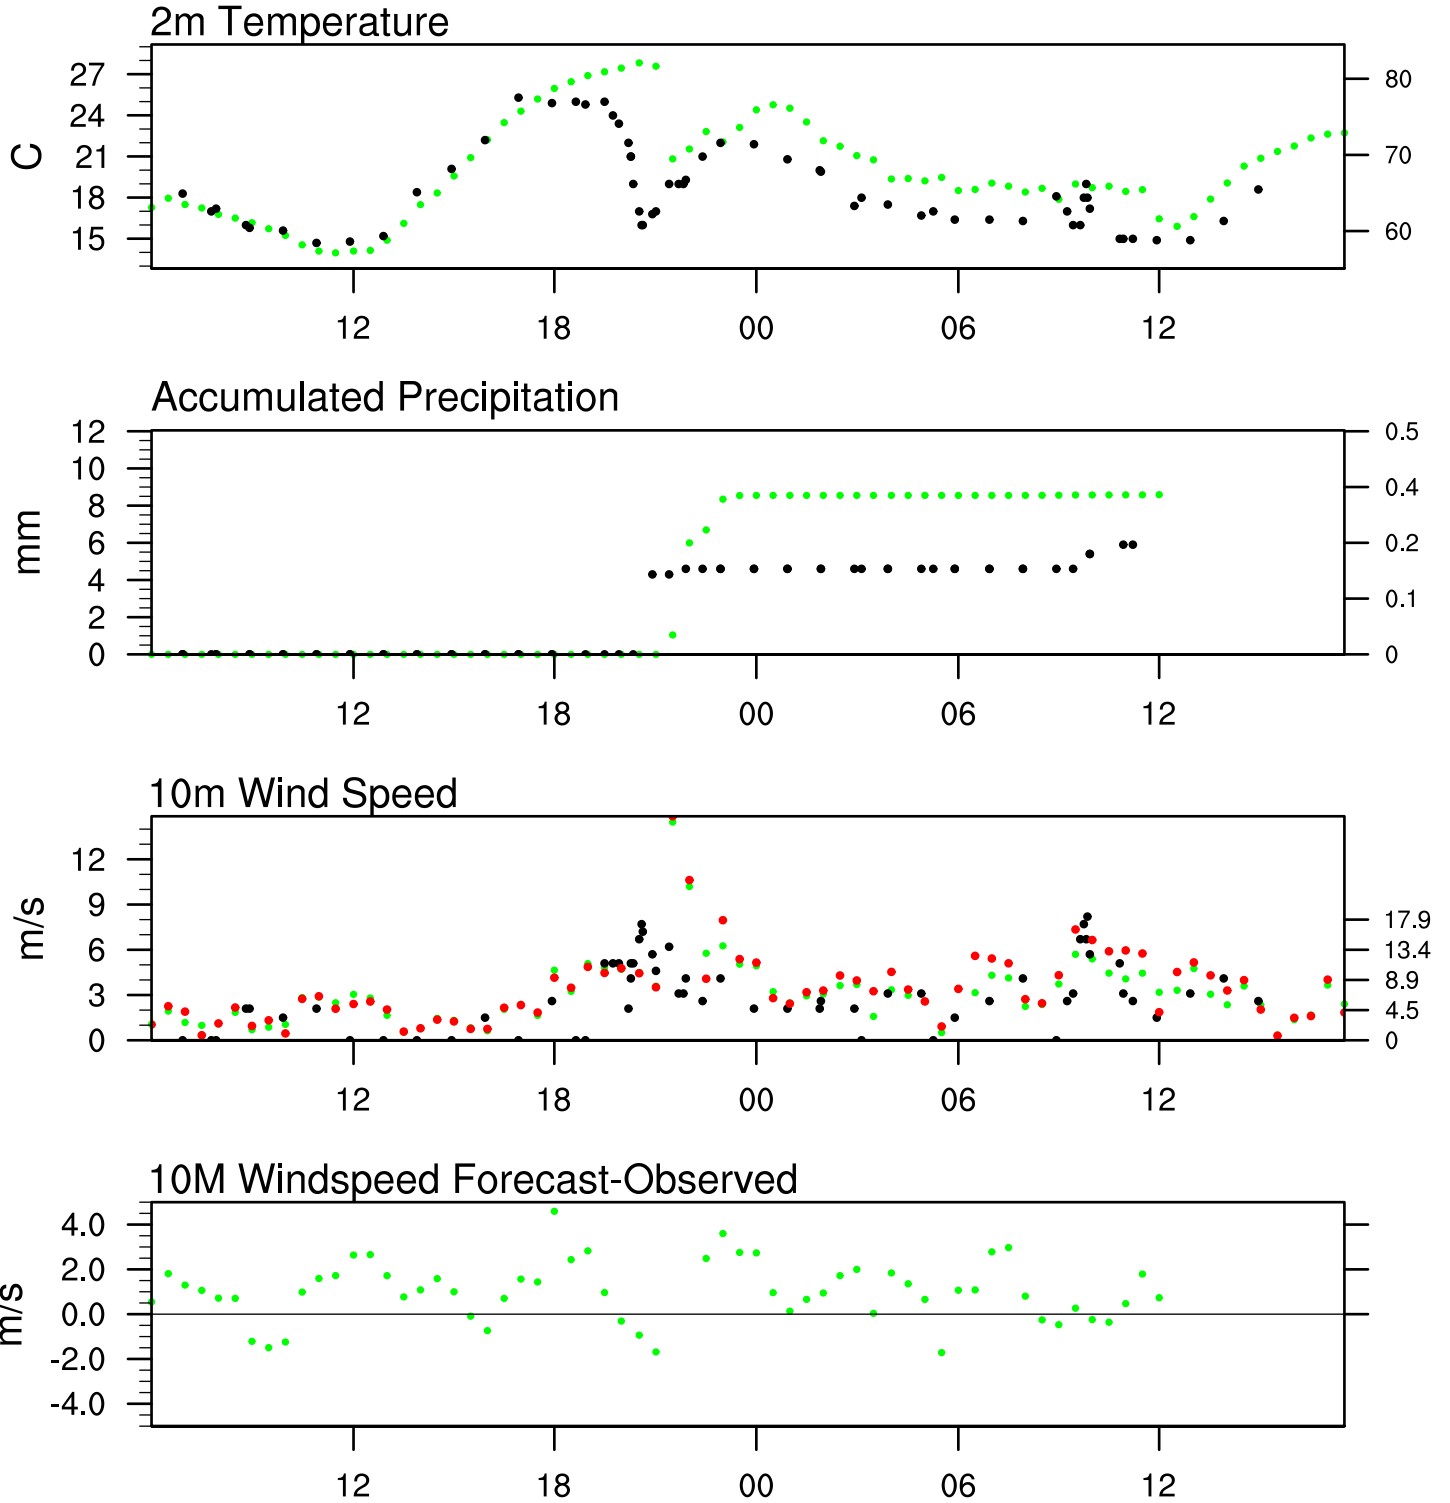 2m Temperature
C
27
24
21
18
15
80
70
60
12 18 00 06 12
Accumulated Precipitation
mm
12
10
8
6
4
2
0
0.5
0.4
0.2
0.1
0
12 18 00 06 12
10m Wind Speed
m/s
12
9
6
3
0
17.9
13.4
8.9
4.5
0
12 18 00 06 12
10M Windspeed Forecast-Observed
m/s
4.0
2.0
0.0
-2.0
-4.0
12 18 00 06 12